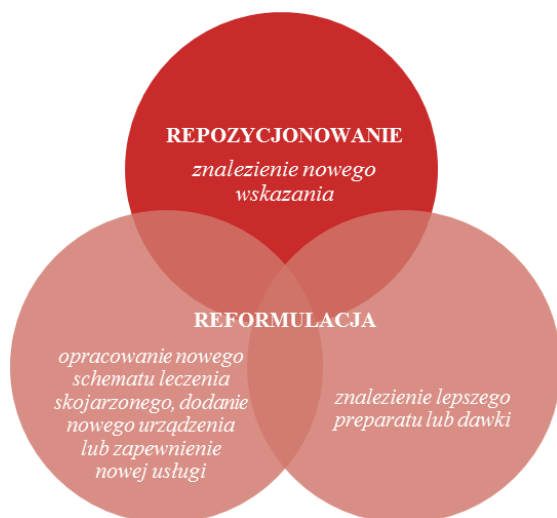 REPOZYCJONOWANIE
znalezienie nowego
wskazania
REFORMULACJA
opracowanie nowego
schematu leczenia
skojarzonego, dodanie
nowego urządzenia
lub zapewnienie
nowej usługi
znalezienie lepszego
preparatu lub dawki